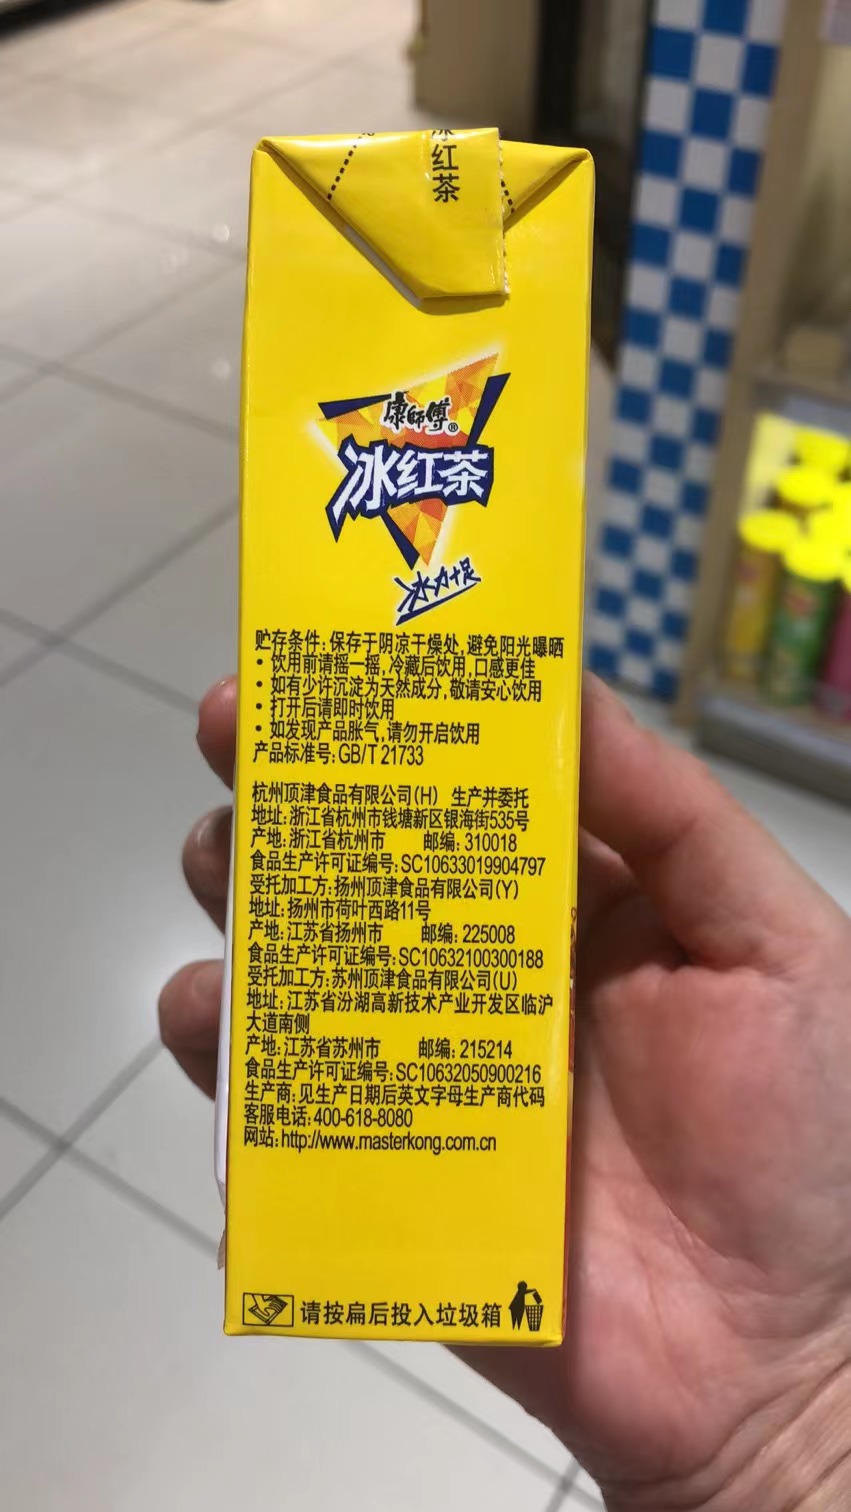 冰红茶
康師傅®
冰红茶
冰力十足
贮存条件:保存于阴凉干燥处,避免阳光曝晒
• 饮用前请摇一摇,冷藏后饮用,口感更佳
• 如有少许沉淀为天然成分,敬请安心饮用
• 打开后请即时饮用
• 如发现产品胀气,请勿开启饮用
产品标准号:GB/T 21733
杭州顶津食品有限公司(H) 生产并委托
地址:浙江省杭州市钱塘新区银海街535号
产地:浙江省杭州市 邮编:310018
食品生产许可证编号:SC10633019904797
受托加工方:扬州顶津食品有限公司(Y)
地址:扬州市荷叶西路11号
产地:江苏省扬州市 邮编:225008
食品生产许可证编号:SC10632100300188
受托加工方:苏州顶津食品有限公司(U)
地址:江苏省汾湖高新技术产业开发区临沪
大道南侧
产地:江苏省苏州市 邮编:215214
食品生产许可证编号:SC10632050900216
生产商:见生产日期后英文字母生产商代码
客服电话:400-618-8080
网站:http://www.masterkong.com.cn
请按扁后投入垃圾箱